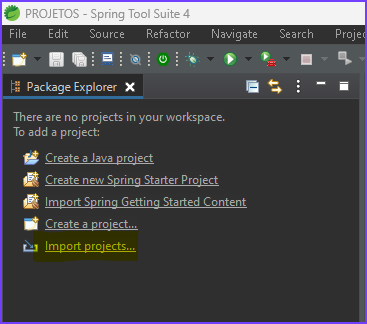 PROJETOS - Spring Tool Suite 4
File Edit Source Refactor Navigate Search
Package Explorer
There are no projects in your workspace.
To add a project:
Create a Java project
Create new Spring Starter Project
Import Spring Getting Started Content
Create a project...
Import projects...